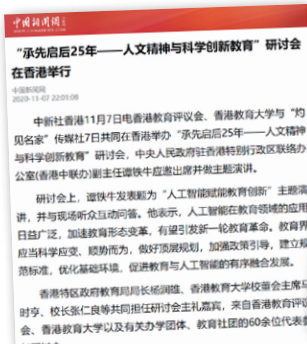 中国新闻网
“承先启后25年——人文精神与科学创新教育”研讨会
在香港举行
中国新闻网
2020-11-07 22:01:08
中新社香港11月7日电香港教育评议会、香港教育大学与“灼
见名家”传媒社7日共同在香港举办“承先启后25年——人文精神
与科学创新教育”研讨会，中央人民政府驻香港特别行政区联络办
公室(香港中联办)副主任谭铁牛应邀出席并做主题演讲。
研讨会上，谭铁牛发表题为“人工智能赋能教育创新”主题演
讲，并与现场听众互动问答。他表示，人工智能在教育领域的应用
日益广泛，加速教育形态变革，有望引发新一轮教育革命。教育界
应当科学应变、顺势而为，做好顶层规划，加强政策引导，建立规
范标准，优化基础环境，促进教育与人工智能的有序融合发展。
香港特区政府教育局局长杨润雄、香港教育大学校董会主席马
时亨、校长张仁良等共同担任研讨会主礼嘉宾，来自香港教育评议
会、香港教育大学以及有关办学团体、教育社团的60余位代表参